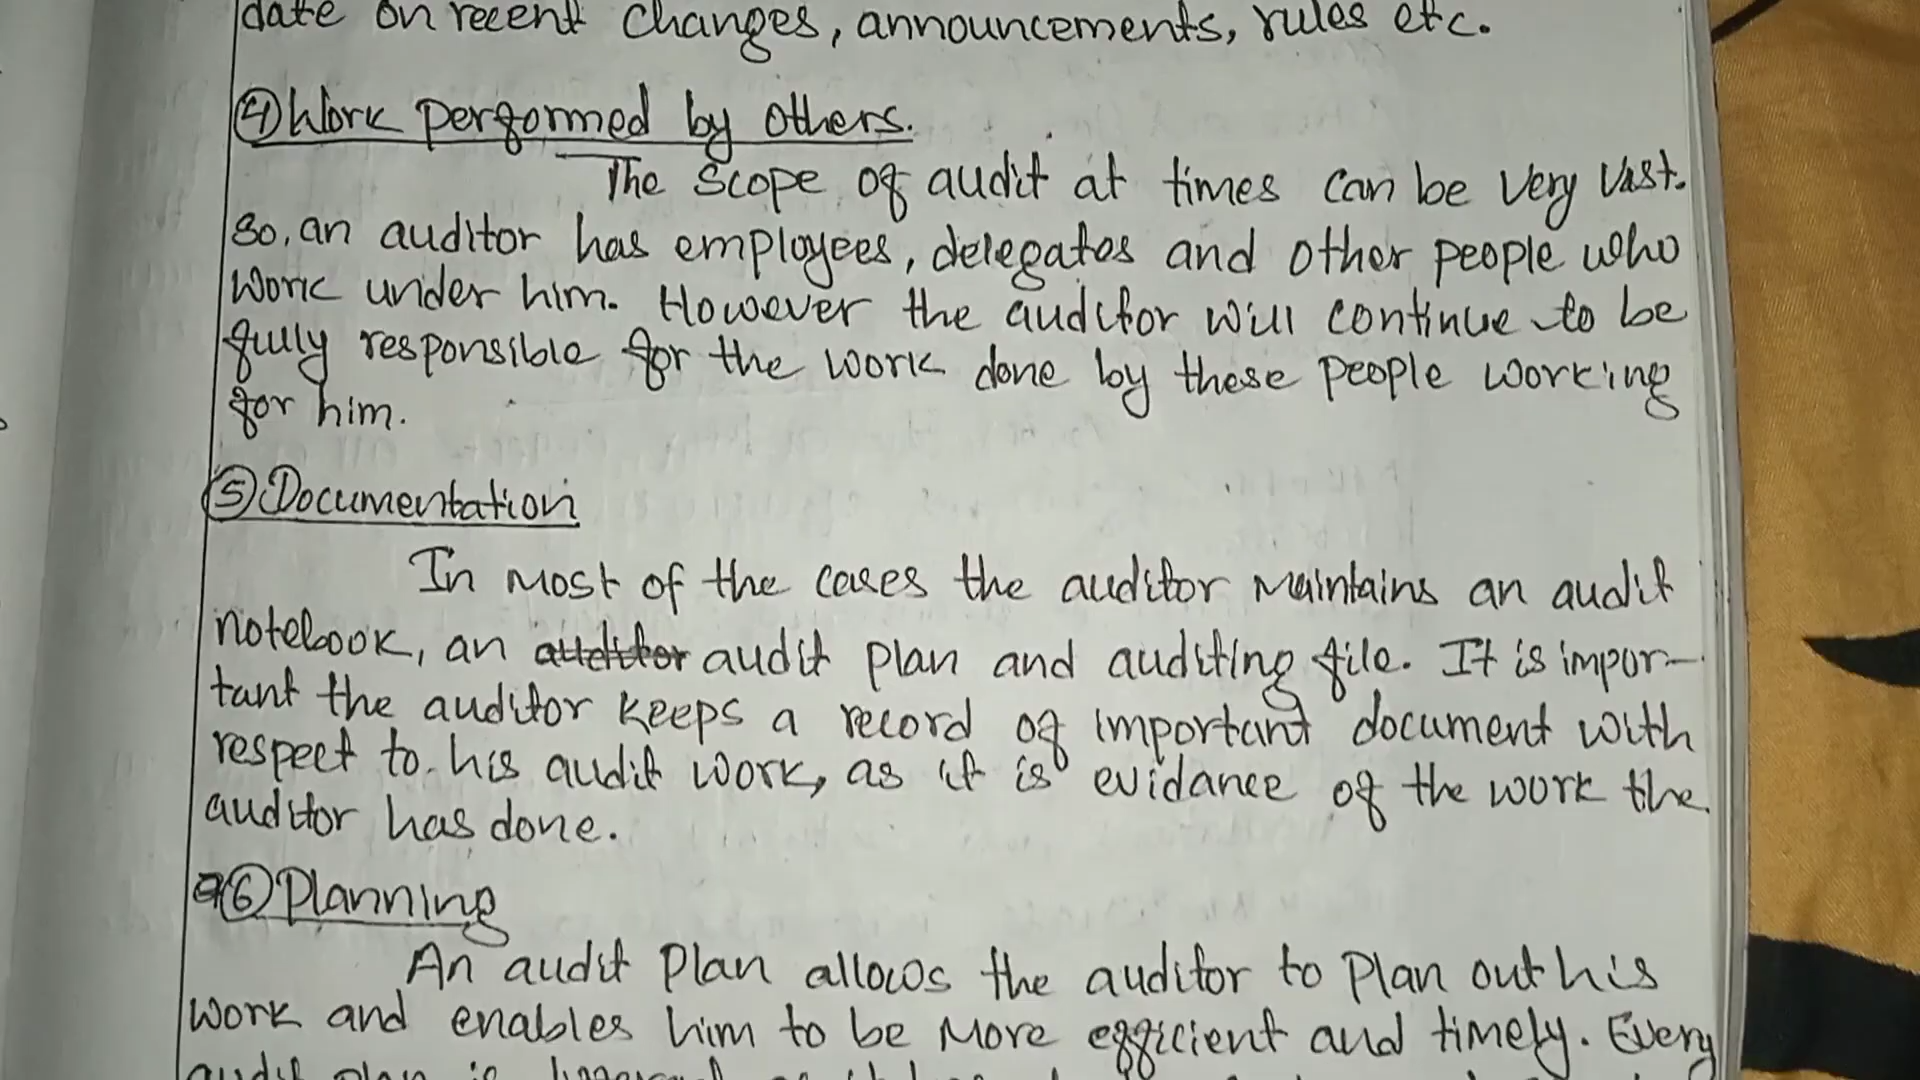 date on recent changes, announcements, rules etc.
④ Work performed by others.
The scope of audit at times can be very vast.
so, an auditor has employees, delegates and other people who
work under him. However the auditor will continue to be
fully responsible for the work done by these people working
for him.
⑤ Documentation
In most of the cases the auditor maintains an audit
notebook, an auditor audit plan and auditing file. It is impor-
tant the auditor keeps a record of important document with
respect to his audit work, as it is evidance of the work the
auditor has done.
⑥ Planning
An audit plan allows the auditor to plan out his
work and enables him to be more efficient and timely. Every
audit plan is